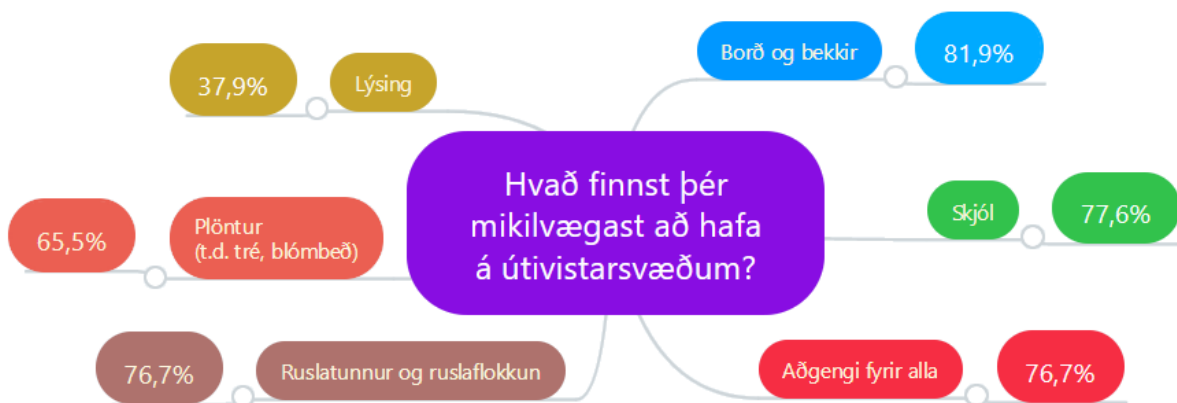 Hvað finnst þér
mikilvægast að hafa
á útivistarsvæðum?
Borð og bekkir
81,9%
Skjól
77,6%
Aðgengi fyrir alla
76,7%
Ruslatunnur og ruslaflokkun
76,7%
Plöntur
(t.d. tré, blómbeð)
65,5%
Lýsing
37,9%